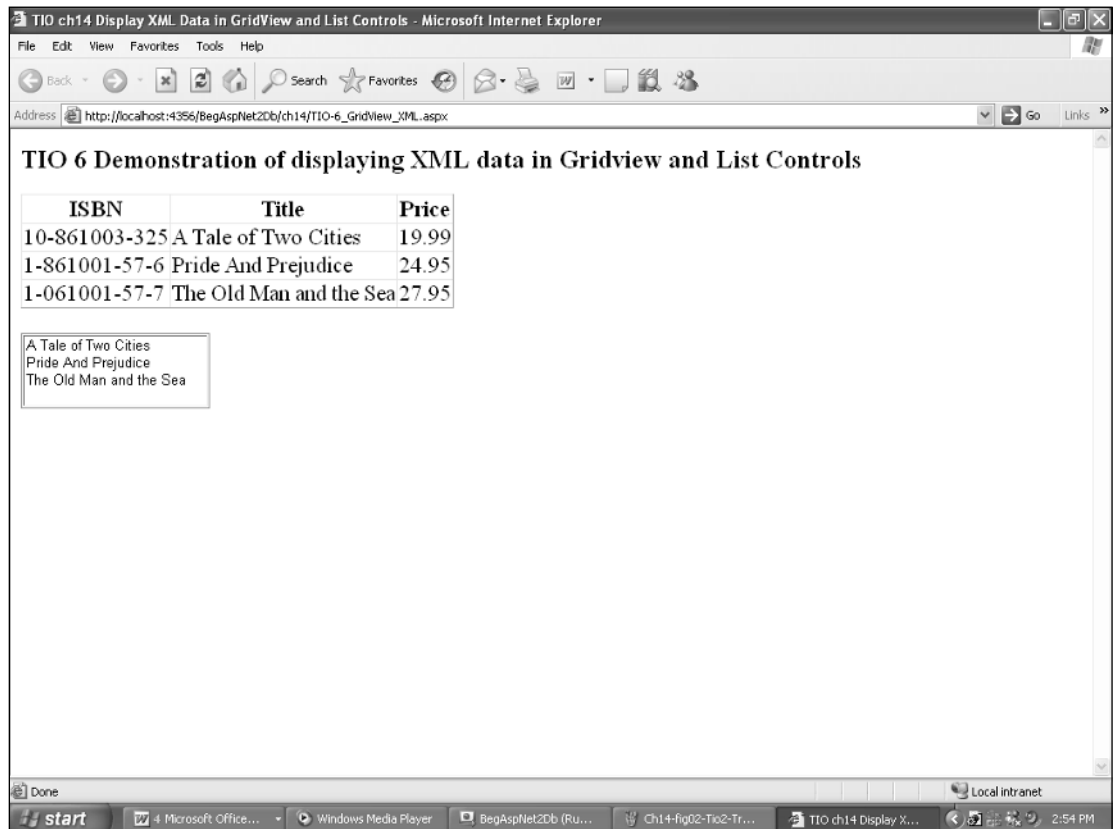 TIO ch14 Display XML Data in GridView and List Controls - Microsoft Internet Explorer
File Edit View Favorites Tools Help
Back Search Favorites
Address http://localhost:4356/BegAspNet2Db/ch14/TIO-6_GridView_XML.aspx Go Links »
TIO 6 Demonstration of displaying XML data in Gridview and List Controls
ISBN Title Price
10-861003-325 A Tale of Two Cities 19.99
1-861001-57-6 Pride And Prejudice 24.95
1-061001-57-7 The Old Man and the Sea 27.95
A Tale of Two Cities
Pride And Prejudice
The Old Man and the Sea
Done Local intranet
start 4 Microsoft Office... Windows Media Player BegAspNet2Db (Ru... Ch14-fig02-Tio2-Tr... TIO ch14 Display X... 2:54 PM